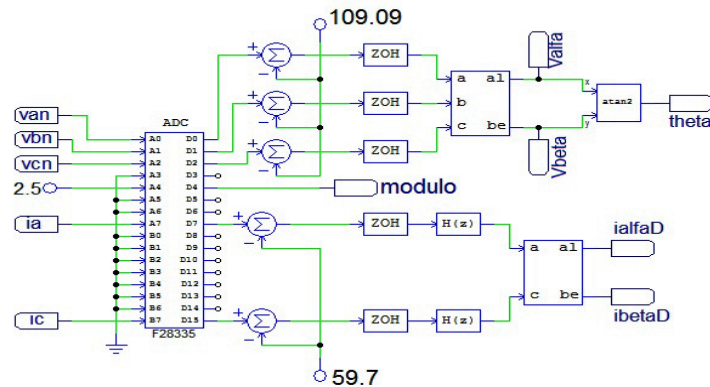 109.09
ADC
van
vbn
vcn
2.5
ia
ic
A0
A1
A2
A3
A4
A5
A6
A7
B0
B1
B2
B3
B4
B5
B6
B7
D0
D1
D2
D3
D4
D5
D6
D7
D8
D9
D10
D11
D12
D13
D14
D15
F28335
+
−
Σ
ZOH
+
−
Σ
ZOH
+
−
Σ
ZOH
a
b
c
al
be
Valfa
Vbeta
x
y
atan2
theta
modulo
+
−
Σ
ZOH
H(z)
+
−
Σ
ZOH
H(z)
a
c
al
be
ialfaD
ibetaD
59.7